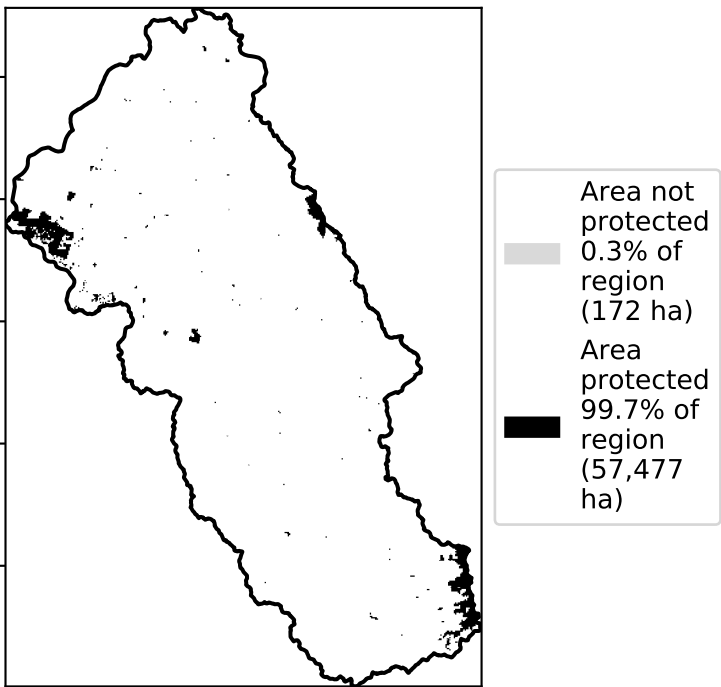 Area not
protected
0.3% of
region
(172 ha)
Area
protected
99.7% of
region
(57,477
ha)